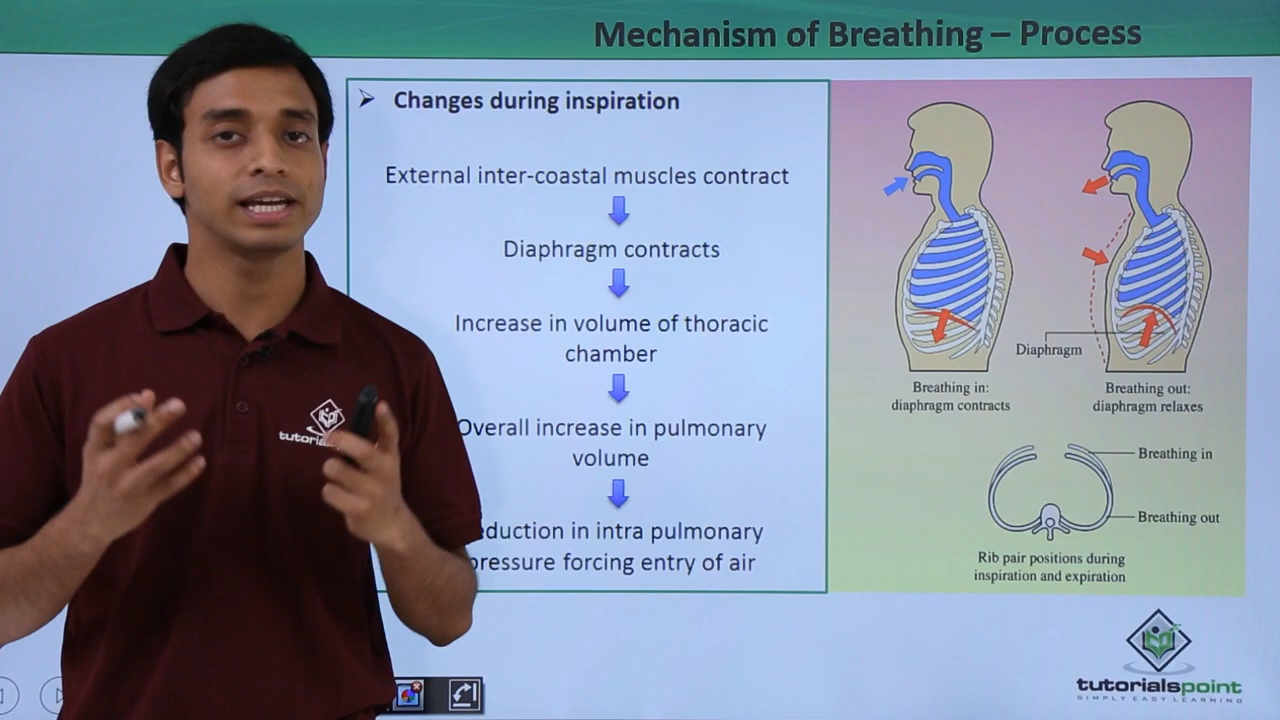 Mechanism of Breathing – Process
Changes during inspiration
External inter-coastal muscles contract
Diaphragm contracts
Increase in volume of thoracic
chamber
Overall increase in pulmonary
volume
eduction in intra pulmonary
pressure forcing entry of air
Diaphragm
Breathing in:
diaphragm contracts
Breathing out:
diaphragm relaxes
Breathing in
Breathing out
Rib pair positions during
inspiration and expiration
tutorialspoint
SIMPLY EASY LEARNING
tutoria